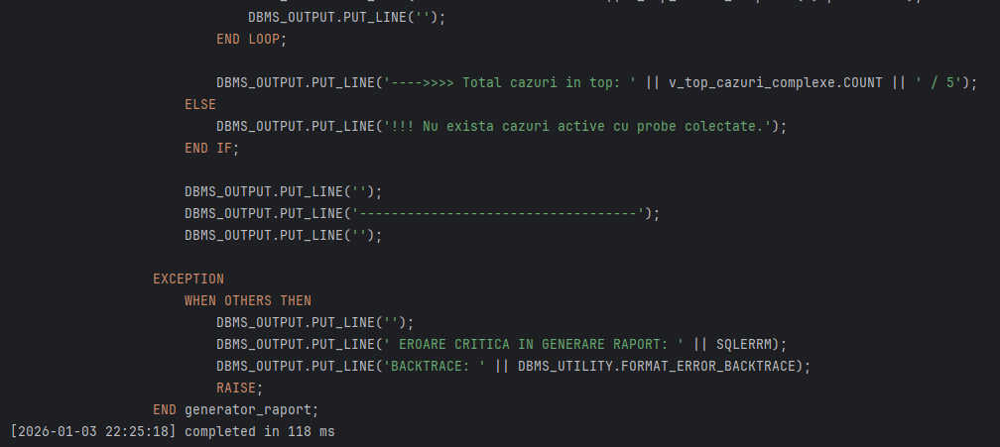 DBMS_OUTPUT.PUT_LINE('');
END LOOP;
DBMS_OUTPUT.PUT_LINE('---->>>> Total cazuri in top: ' || v_top_cazuri_complexe.COUNT || ' / 5');
ELSE
DBMS_OUTPUT.PUT_LINE('!!! Nu exista cazuri active cu probe colectate.');
END IF;
DBMS_OUTPUT.PUT_LINE('');
DBMS_OUTPUT.PUT_LINE('-----------------------------------');
DBMS_OUTPUT.PUT_LINE('');
EXCEPTION
WHEN OTHERS THEN
DBMS_OUTPUT.PUT_LINE('');
DBMS_OUTPUT.PUT_LINE(' EROARE CRITICA IN GENERARE RAPORT: ' || SQLERRM);
DBMS_OUTPUT.PUT_LINE('BACKTRACE: ' || DBMS_UTILITY.FORMAT_ERROR_BACKTRACE);
RAISE;
END generator_raport;
[2026-01-03 22:25:18] completed in 118 ms